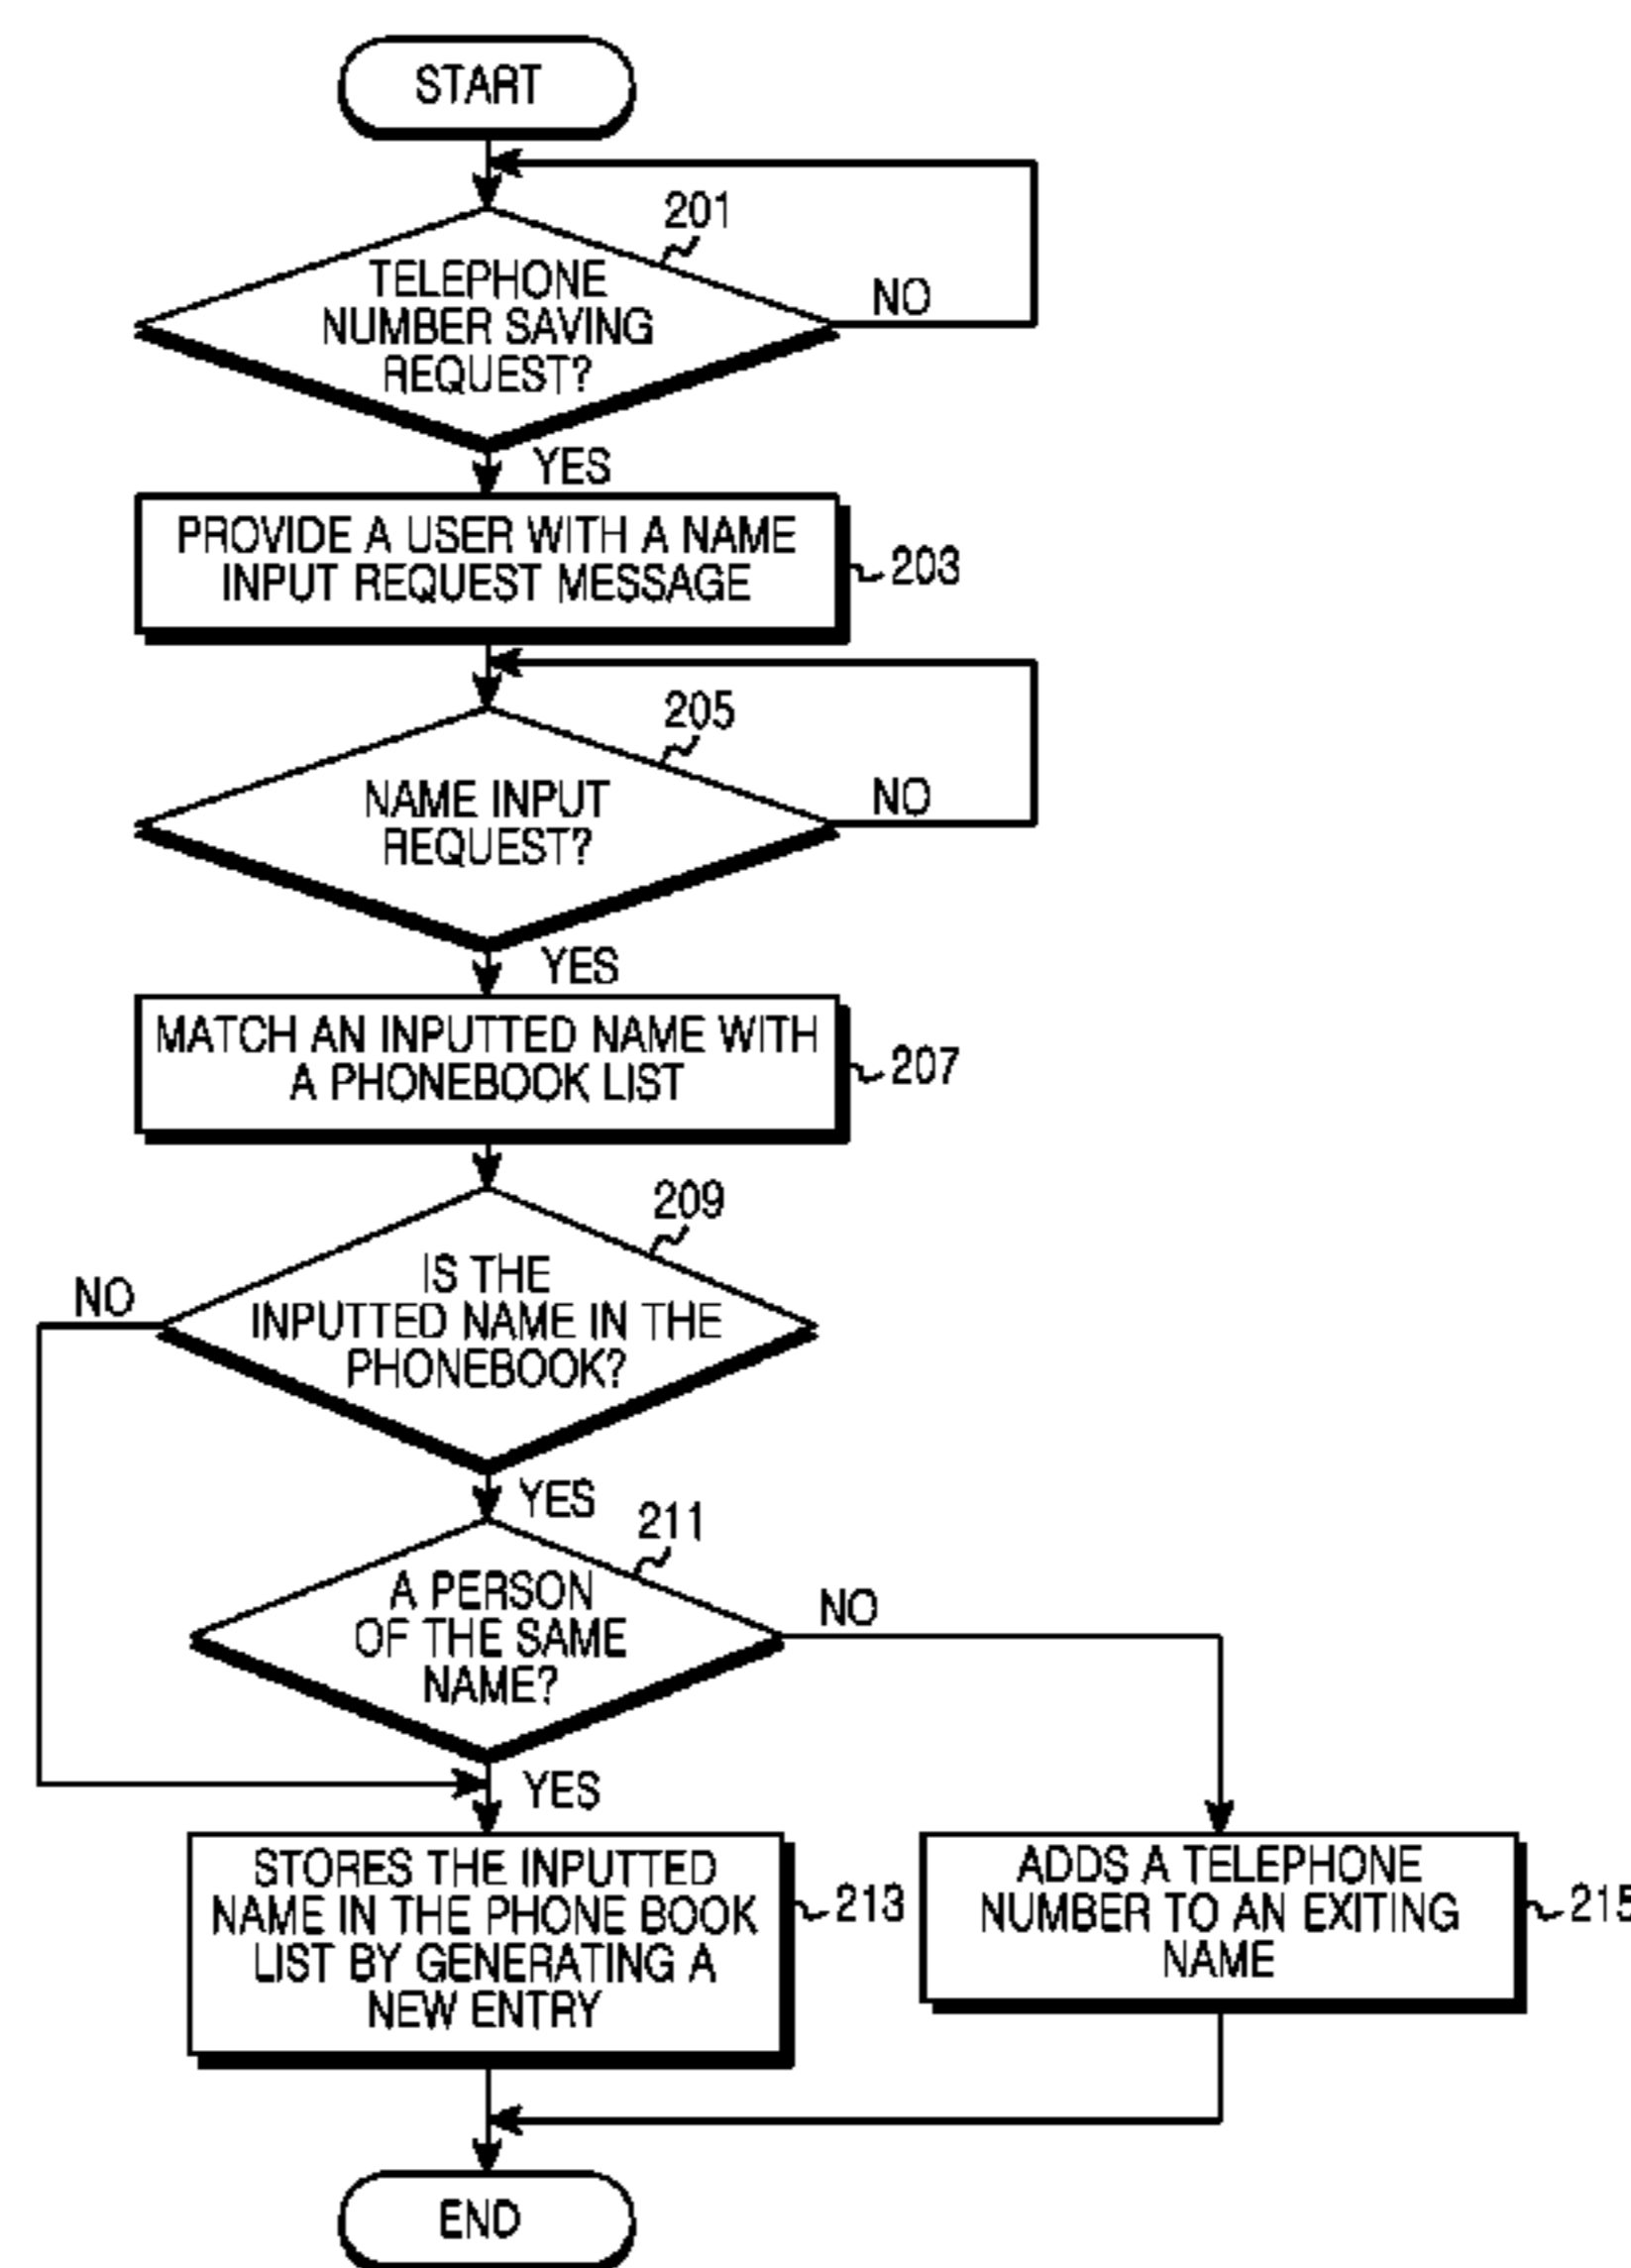 START
201
TELEPHONE
NUMBER SAVING
REQUEST?
NO
YES
PROVIDE A USER WITH A NAME
INPUT REQUEST MESSAGE
203
205
NAME INPUT
REQUEST?
NO
YES
MATCH AN INPUTTED NAME WITH
A PHONEBOOK LIST
207
209
IS THE
INPUTTED NAME IN THE
PHONEBOOK?
NO
YES
211
A PERSON
OF THE SAME
NAME?
NO
YES
STORES THE INPUTTED
NAME IN THE PHONE BOOK
LIST BY GENERATING A
NEW ENTRY
213
ADDS A TELEPHONE
NUMBER TO AN EXITING
NAME
215
END